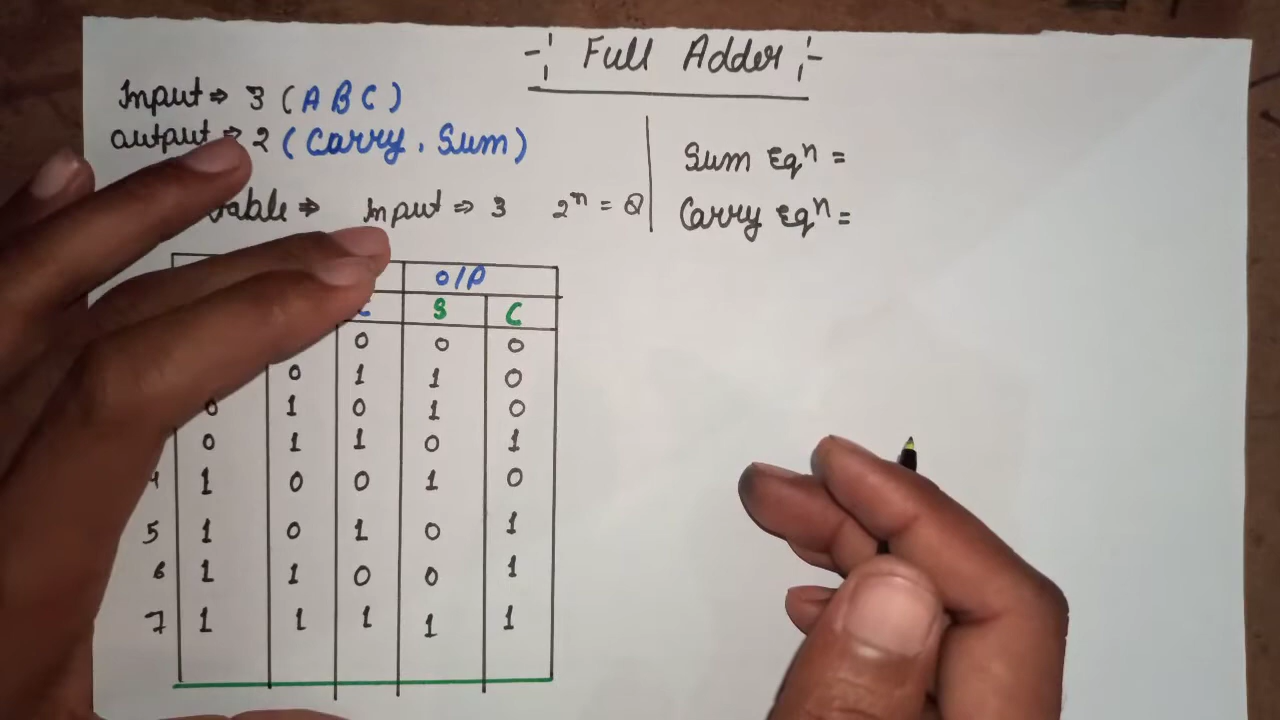 -¦ Full Adder ¦-
Input ⇒ 3 (A B C)
output ⇒ 2 (Carry, Sum)
Sum Eqⁿ =
Carry Eqⁿ =
table ⇒ Input ⇒ 3 2ⁿ = 8
O/P
C S C
0 0 0
0 1 1 0
0 1 0 1 0
0 1 1 0 1
4 1 0 0 1 0
5 1 0 1 0 1
6 1 1 0 0 1
7 1 1 1 1 1